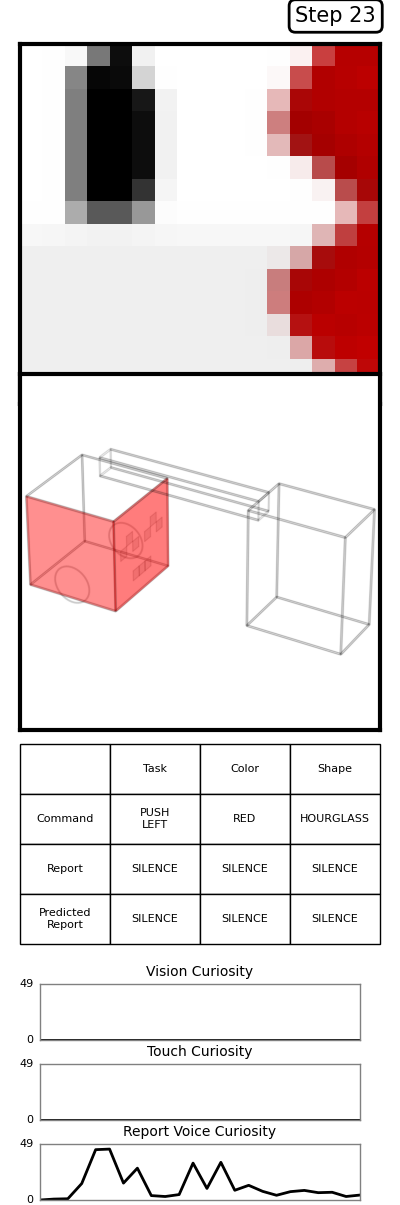 Step 23
Task Color Shape
Command PUSH LEFT RED HOURGLASS
Report SILENCE SILENCE SILENCE
Predicted Report SILENCE SILENCE SILENCE
Vision Curiosity
49
0
Touch Curiosity
49
0
Report Voice Curiosity
49
0